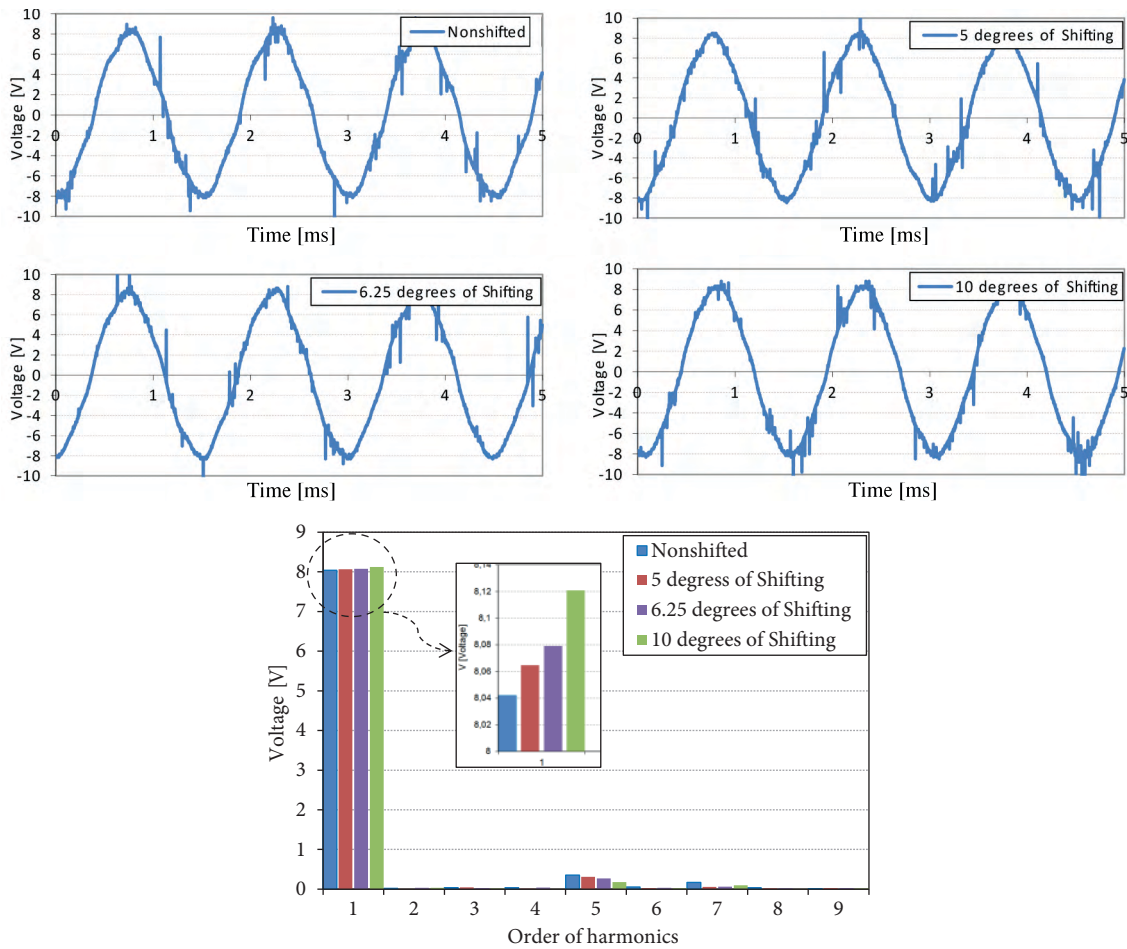 Nonshifted
Voltage [V]
10
8
6
4
2
0
-2
-4
-6
-8
-10
0 1 2 3 4 5
Time [ms]
5 degrees of Shifting
Voltage [V]
10
8
6
4
2
0
-2
-4
-6
-8
-10
0 1 2 3 4 5
Time [ms]
6.25 degrees of Shifting
Voltage [V]
10
8
6
4
2
0
-2
-4
-6
-8
-10
0 1 2 3 4 5
Time [ms]
10 degrees of Shifting
Voltage [V]
10
8
6
4
2
0
-2
-4
-6
-8
-10
0 1 2 3 4 5
Time [ms]
Voltage [V]
9
8
7
6
5
4
3
2
1
0
Nonshifted
5 degress of Shifting
6.25 degrees of Shifting
10 degrees of Shifting
V [Voltage]
8,14
8,12
8,1
8,08
8,06
8,04
8,02
8
1
1 2 3 4 5 6 7 8 9
Order of harmonics